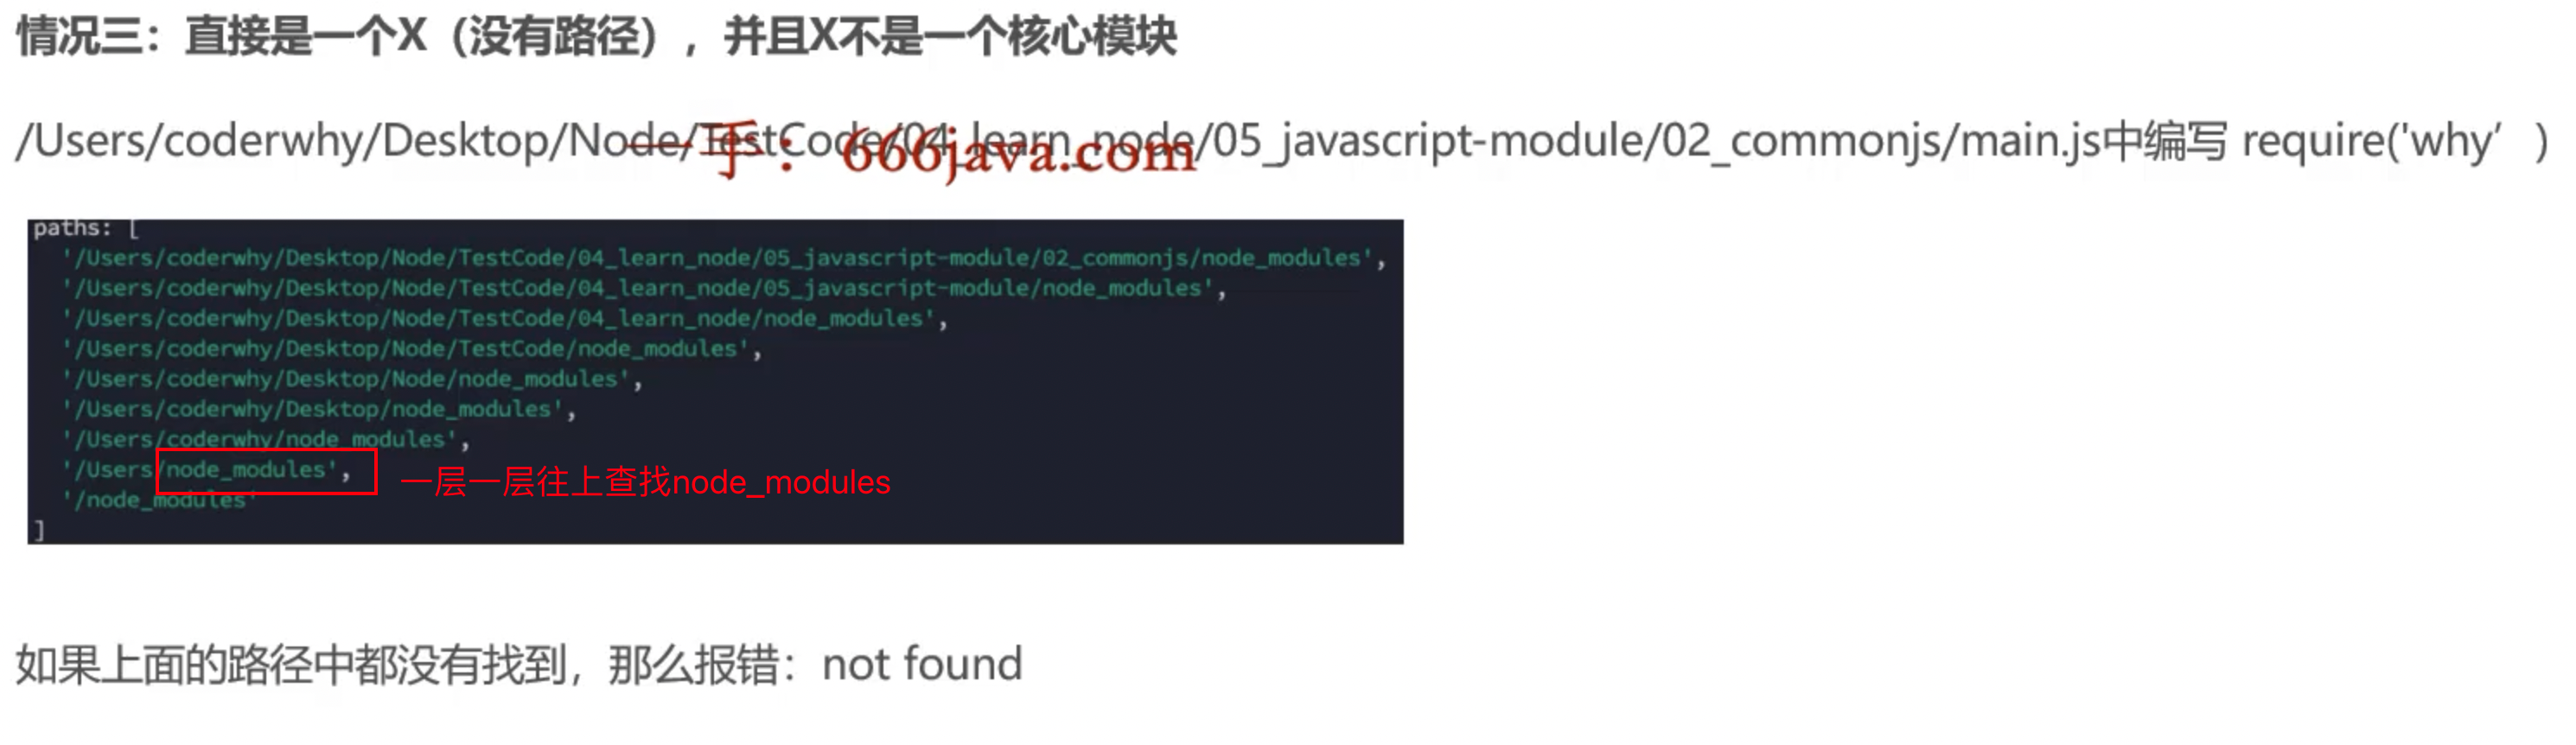 情况三：直接是一个X（没有路径），并且X不是一个核心模块
/Users/coderwhy/Desktop/Node/TestCode/04_learn_node/05_javascript-module/02_commonjs/main.js中编写 require('why’)
一手：666java.com
paths: [
'/Users/coderwhy/Desktop/Node/TestCode/04_learn_node/05_javascript-module/02_commonjs/node_modules',
'/Users/coderwhy/Desktop/Node/TestCode/04_learn_node/05_javascript-module/node_modules',
'/Users/coderwhy/Desktop/Node/TestCode/04_learn_node/node_modules',
'/Users/coderwhy/Desktop/Node/TestCode/node_modules',
'/Users/coderwhy/Desktop/Node/node_modules',
'/Users/coderwhy/Desktop/node_modules',
'/Users/coderwhy/node_modules',
'/Users/node_modules',
一层一层往上查找node_modules
'/node_modules'
]
如果上面的路径中都没有找到，那么报错：not found